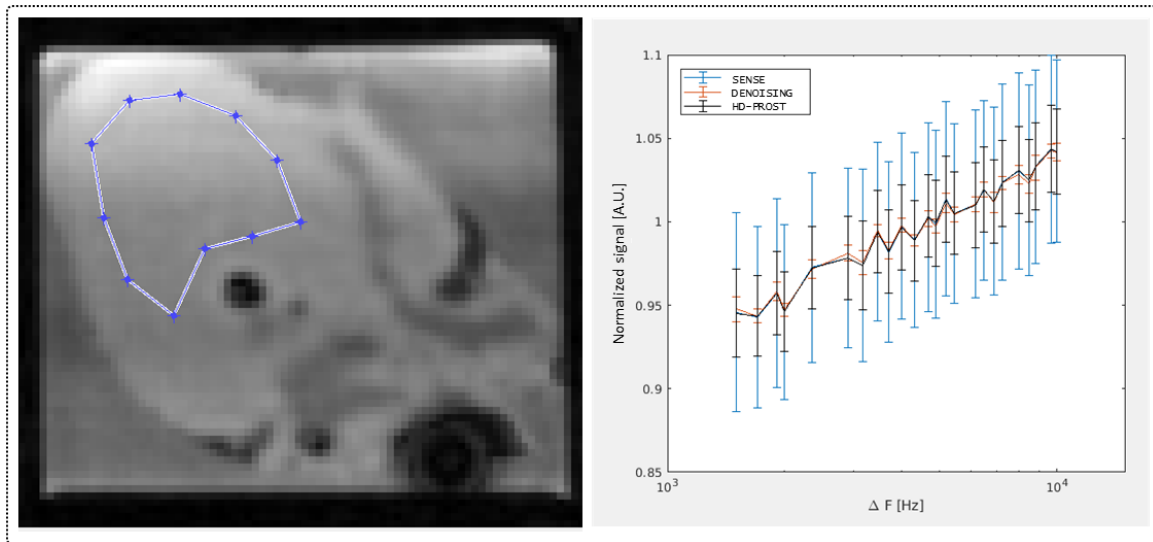 1.1
SENSE
DENOISING
HD-PROST
1.05
1
0.95
0.9
0.85
Normalized signal [A.U.]
10³
10⁴
Δ F [Hz]